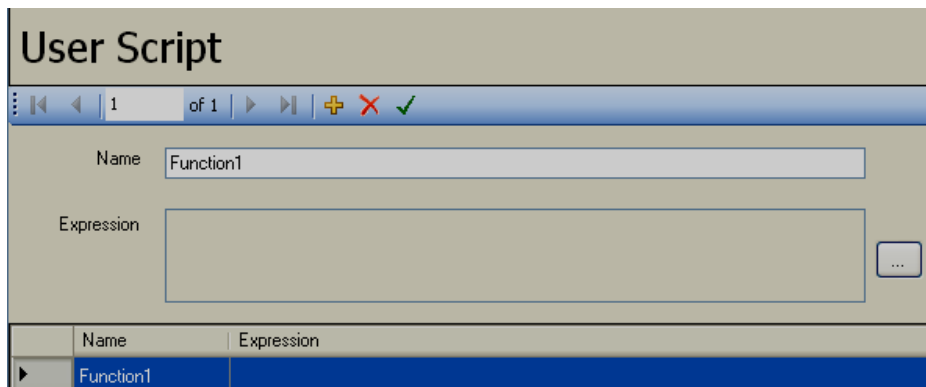 User Script
1 of 1
Name Function1
Expression
...
Name Expression
Function1